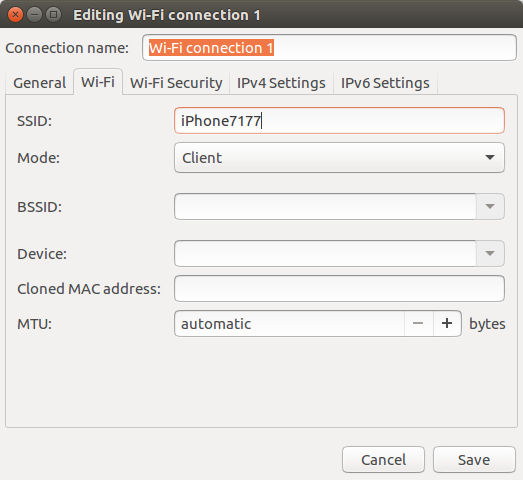 Editing Wi-Fi connection 1
Connection name: Wi-Fi connection 1
General Wi-Fi Wi-Fi Security IPv4 Settings IPv6 Settings
SSID: iPhone7177
Mode: Client
BSSID:
Device:
Cloned MAC address:
MTU: automatic − + bytes
Cancel Save